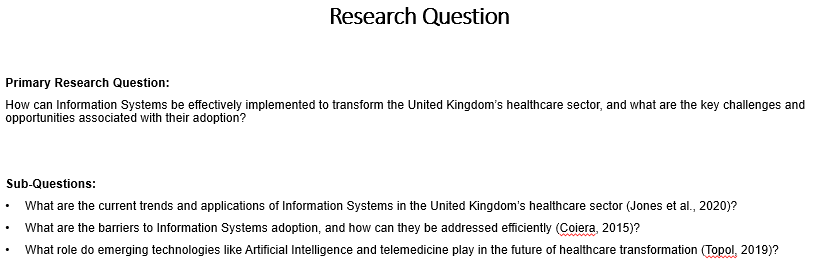 Research Question
Primary Research Question:
How can Information Systems be effectively implemented to transform the United Kingdom's healthcare sector, and what are the key challenges and
opportunities associated with their adoption?
Sub-Questions:
• What are the current trends and applications of Information Systems in the United Kingdom's healthcare sector (Jones et al., 2020)?
• What are the barriers to Information Systems adoption, and how can they be addressed efficiently (Coiera, 2015)?
• What role do emerging technologies like Artificial Intelligence and telemedicine play in the future of healthcare transformation (Topol, 2019)?